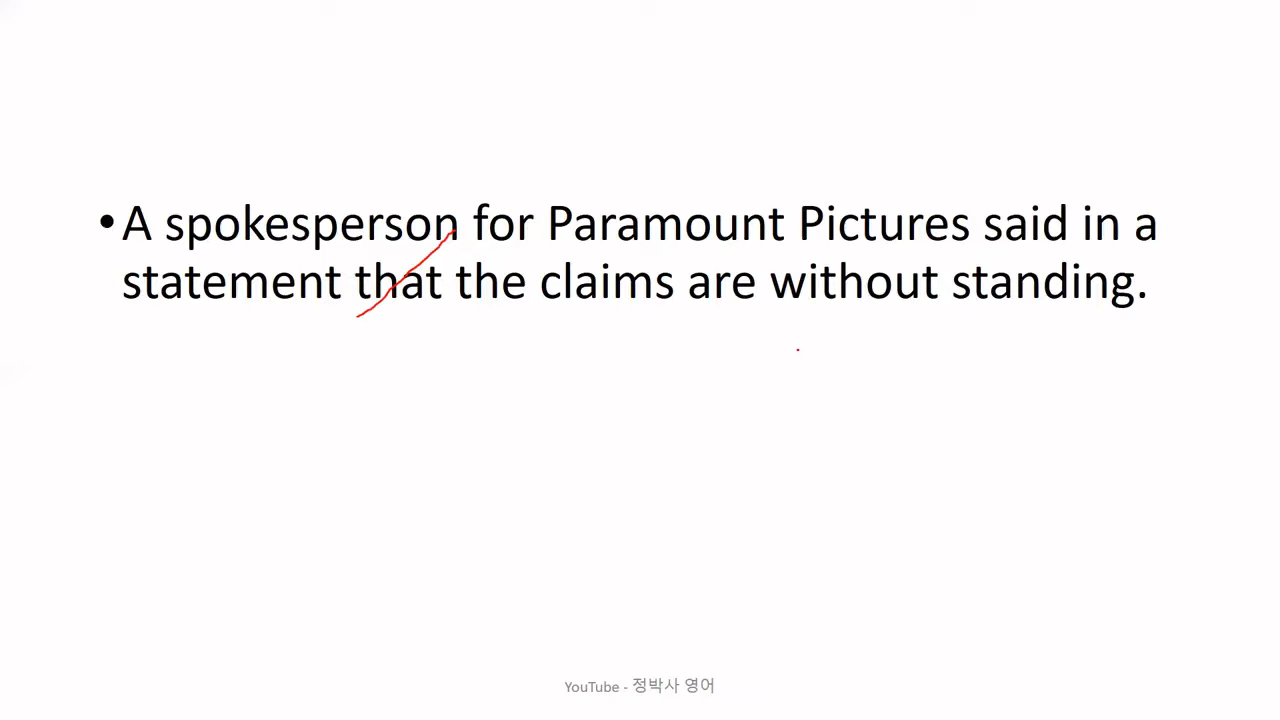 •A spokesperson for Paramount Pictures said in a
statement that the claims are without standing.
YouTube - 정박사 영어